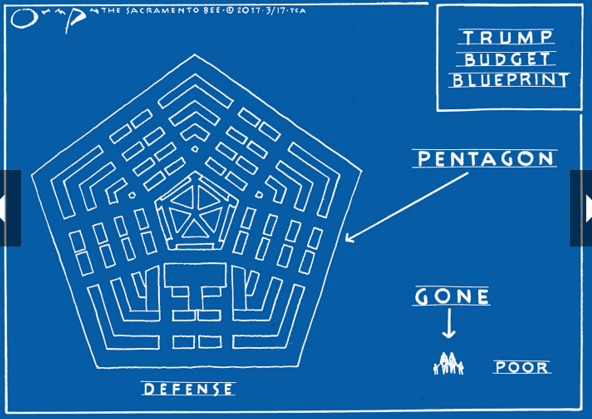 THE SACRAMENTO BEE·© 2017·3/17·TCA
TRUMP
BUDGET
BLUEPRINT
PENTAGON
GONE
POOR
DEFENSE